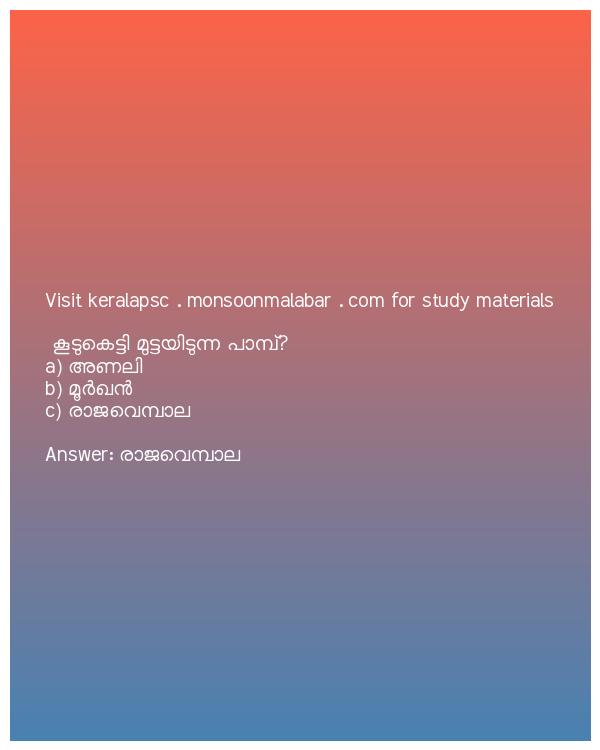 Visit keralapsc . monsoonmalabar . com for study materials
കൂടുകെട്ടി മുട്ടയിടുന്ന പാമ്പ്?
a) അണലി
b) മൂർഖൻ
c) രാജവെമ്പാല
Answer: രാജവെമ്പാല